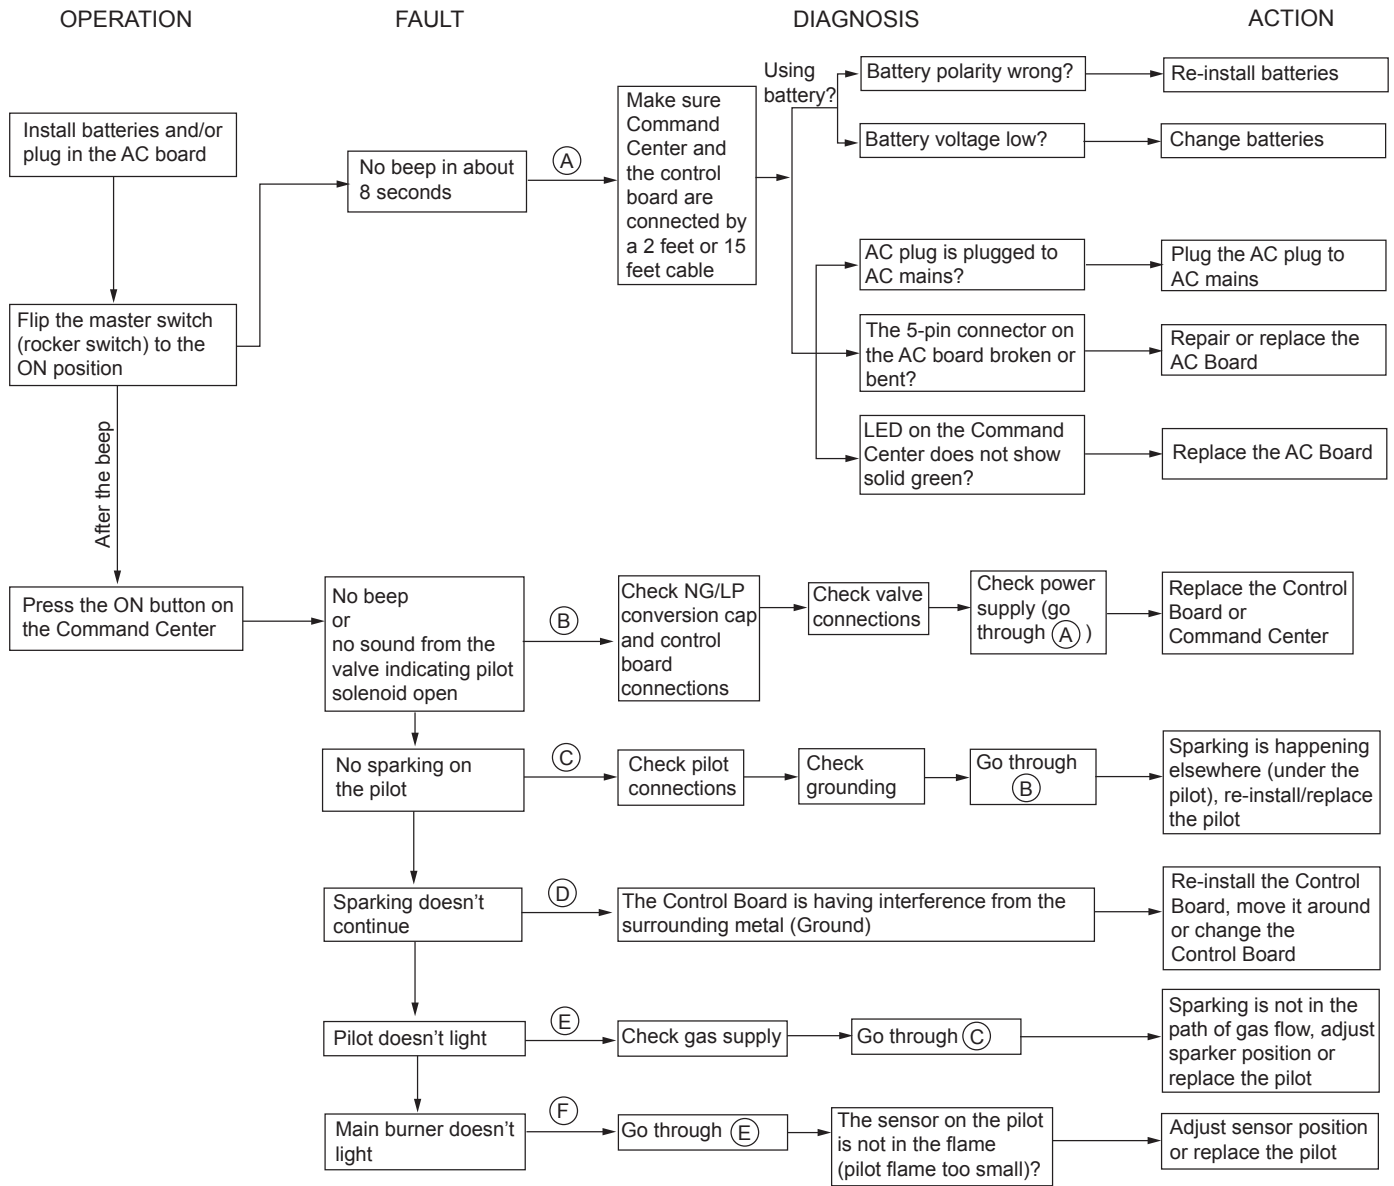 OPERATION
FAULT
DIAGNOSIS
ACTION
Install batteries and/or
plug in the AC board
Flip the master switch
(rocker switch) to the
ON position
After the beep
Press the ON button on
the Command Center
No beep in about
8 seconds
A
Make sure
Command
Center and
the control
board are
connected by
a 2 feet or 15
feet cable
Using
battery?
Battery polarity wrong?
Re-install batteries
Battery voltage low?
Change batteries
AC plug is plugged to
AC mains?
Plug the AC plug to
AC mains
The 5-pin connector on
the AC board broken or
bent?
Repair or replace the
AC Board
LED on the Command
Center does not show
solid green?
Replace the AC Board
No beep
or
no sound from the
valve indicating pilot
solenoid open
B
Check NG/LP
conversion cap
and control
board
connections
Check valve
connections
Check power
supply (go
through A )
Replace the Control
Board or
Command Center
No sparking on
the pilot
C
Check pilot
connections
Check
grounding
Go through
B
Sparking is happening
elsewhere (under the
pilot), re-install/replace
the pilot
Sparking doesn't
continue
D
The Control Board is having interference from the
surrounding metal (Ground)
Re-install the Control
Board, move it around
or change the
Control Board
Pilot doesn't light
E
Check gas supply
Go through C
Sparking is not in the
path of gas flow, adjust
sparker position or
replace the pilot
Main burner doesn't
light
F
Go through E
The sensor on the pilot
is not in the flame
(pilot flame too small)?
Adjust sensor position
or replace the pilot